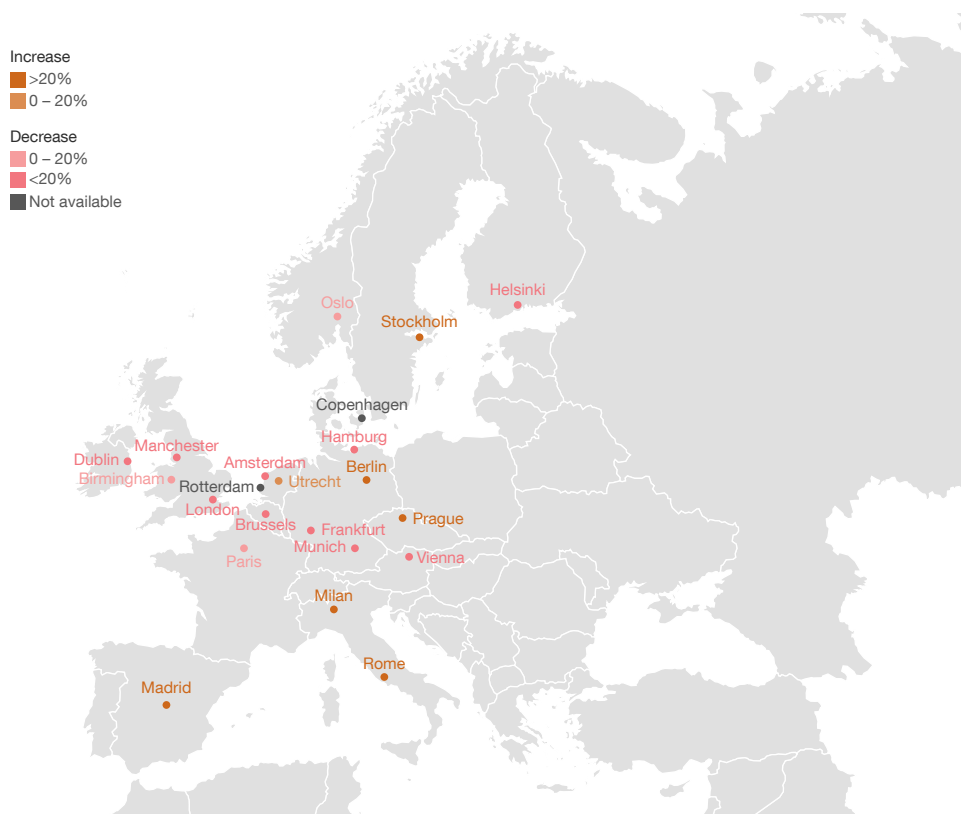 Increase
>20%
0 – 20%
Decrease
0 – 20%
<20%
Not available
Oslo
Helsinki
Stockholm
Copenhagen
Hamburg
Manchester
Dublin
Amsterdam
Birmingham
Berlin
Rotterdam
Utrecht
London
Brussels
Prague
Frankfurt
Munich
Paris
Vienna
Milan
Rome
Madrid